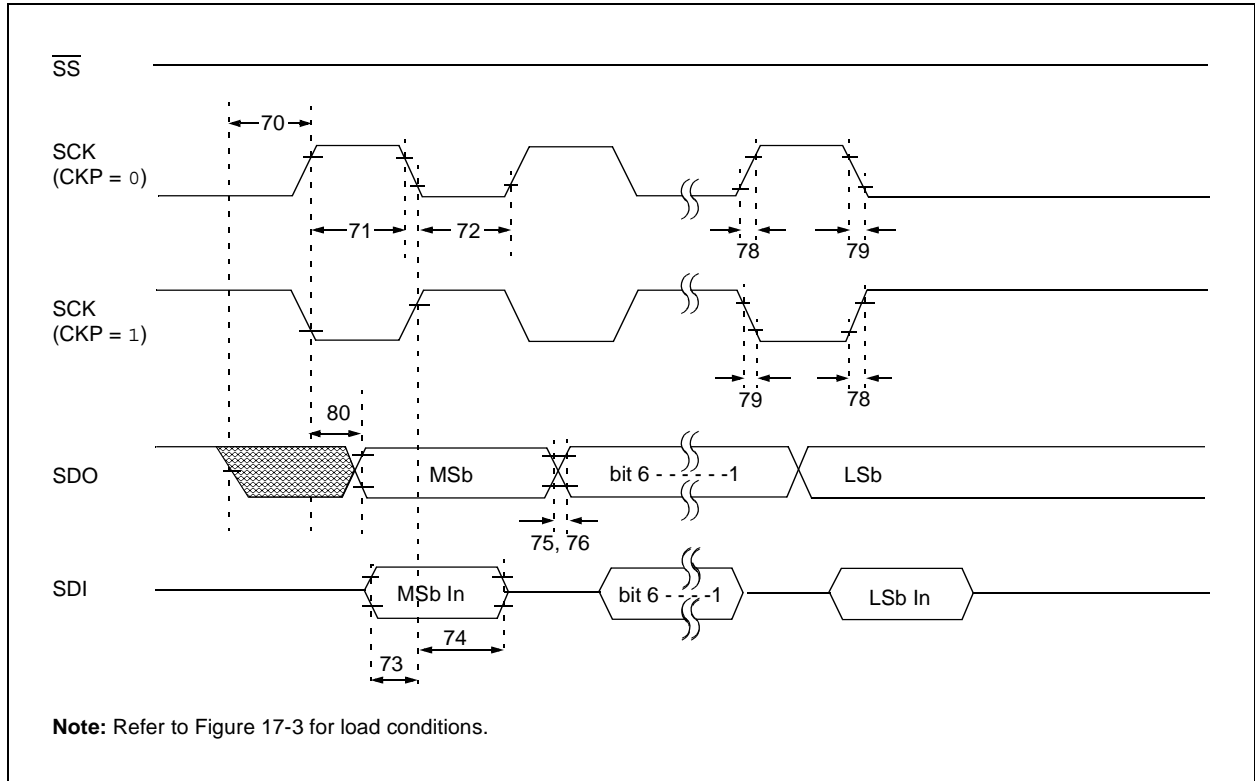 SS
70
SCK
(CKP = 0)
71
72
78
79
SCK
(CKP = 1)
79
78
80
SDO
MSb
bit 6 - - - - - - -1
LSb
75, 76
SDI
MSb In
bit 6 - - - - -1
LSb In
74
73
Note: Refer to Figure 17-3 for load conditions.